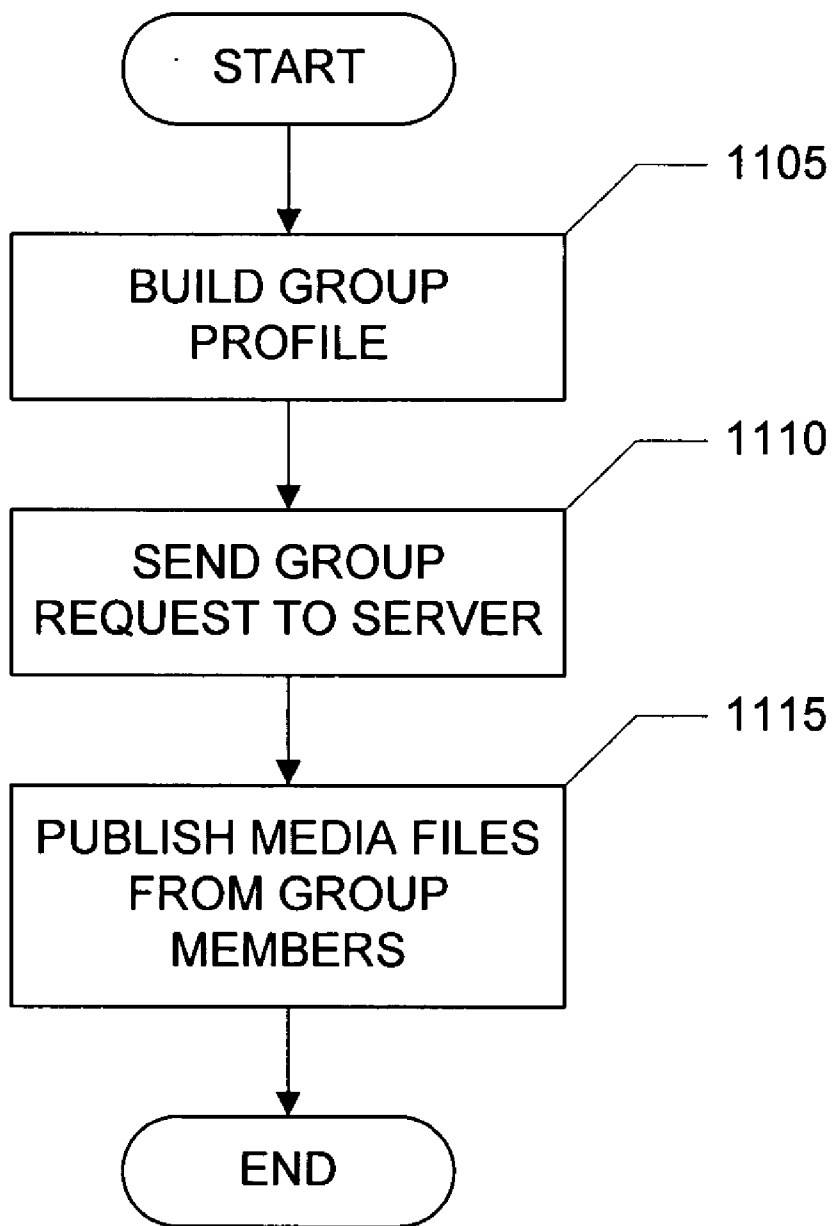 START
1105
BUILD GROUP
PROFILE
1110
SEND GROUP
REQUEST TO SERVER
1115
PUBLISH MEDIA FILES
FROM GROUP
MEMBERS
END